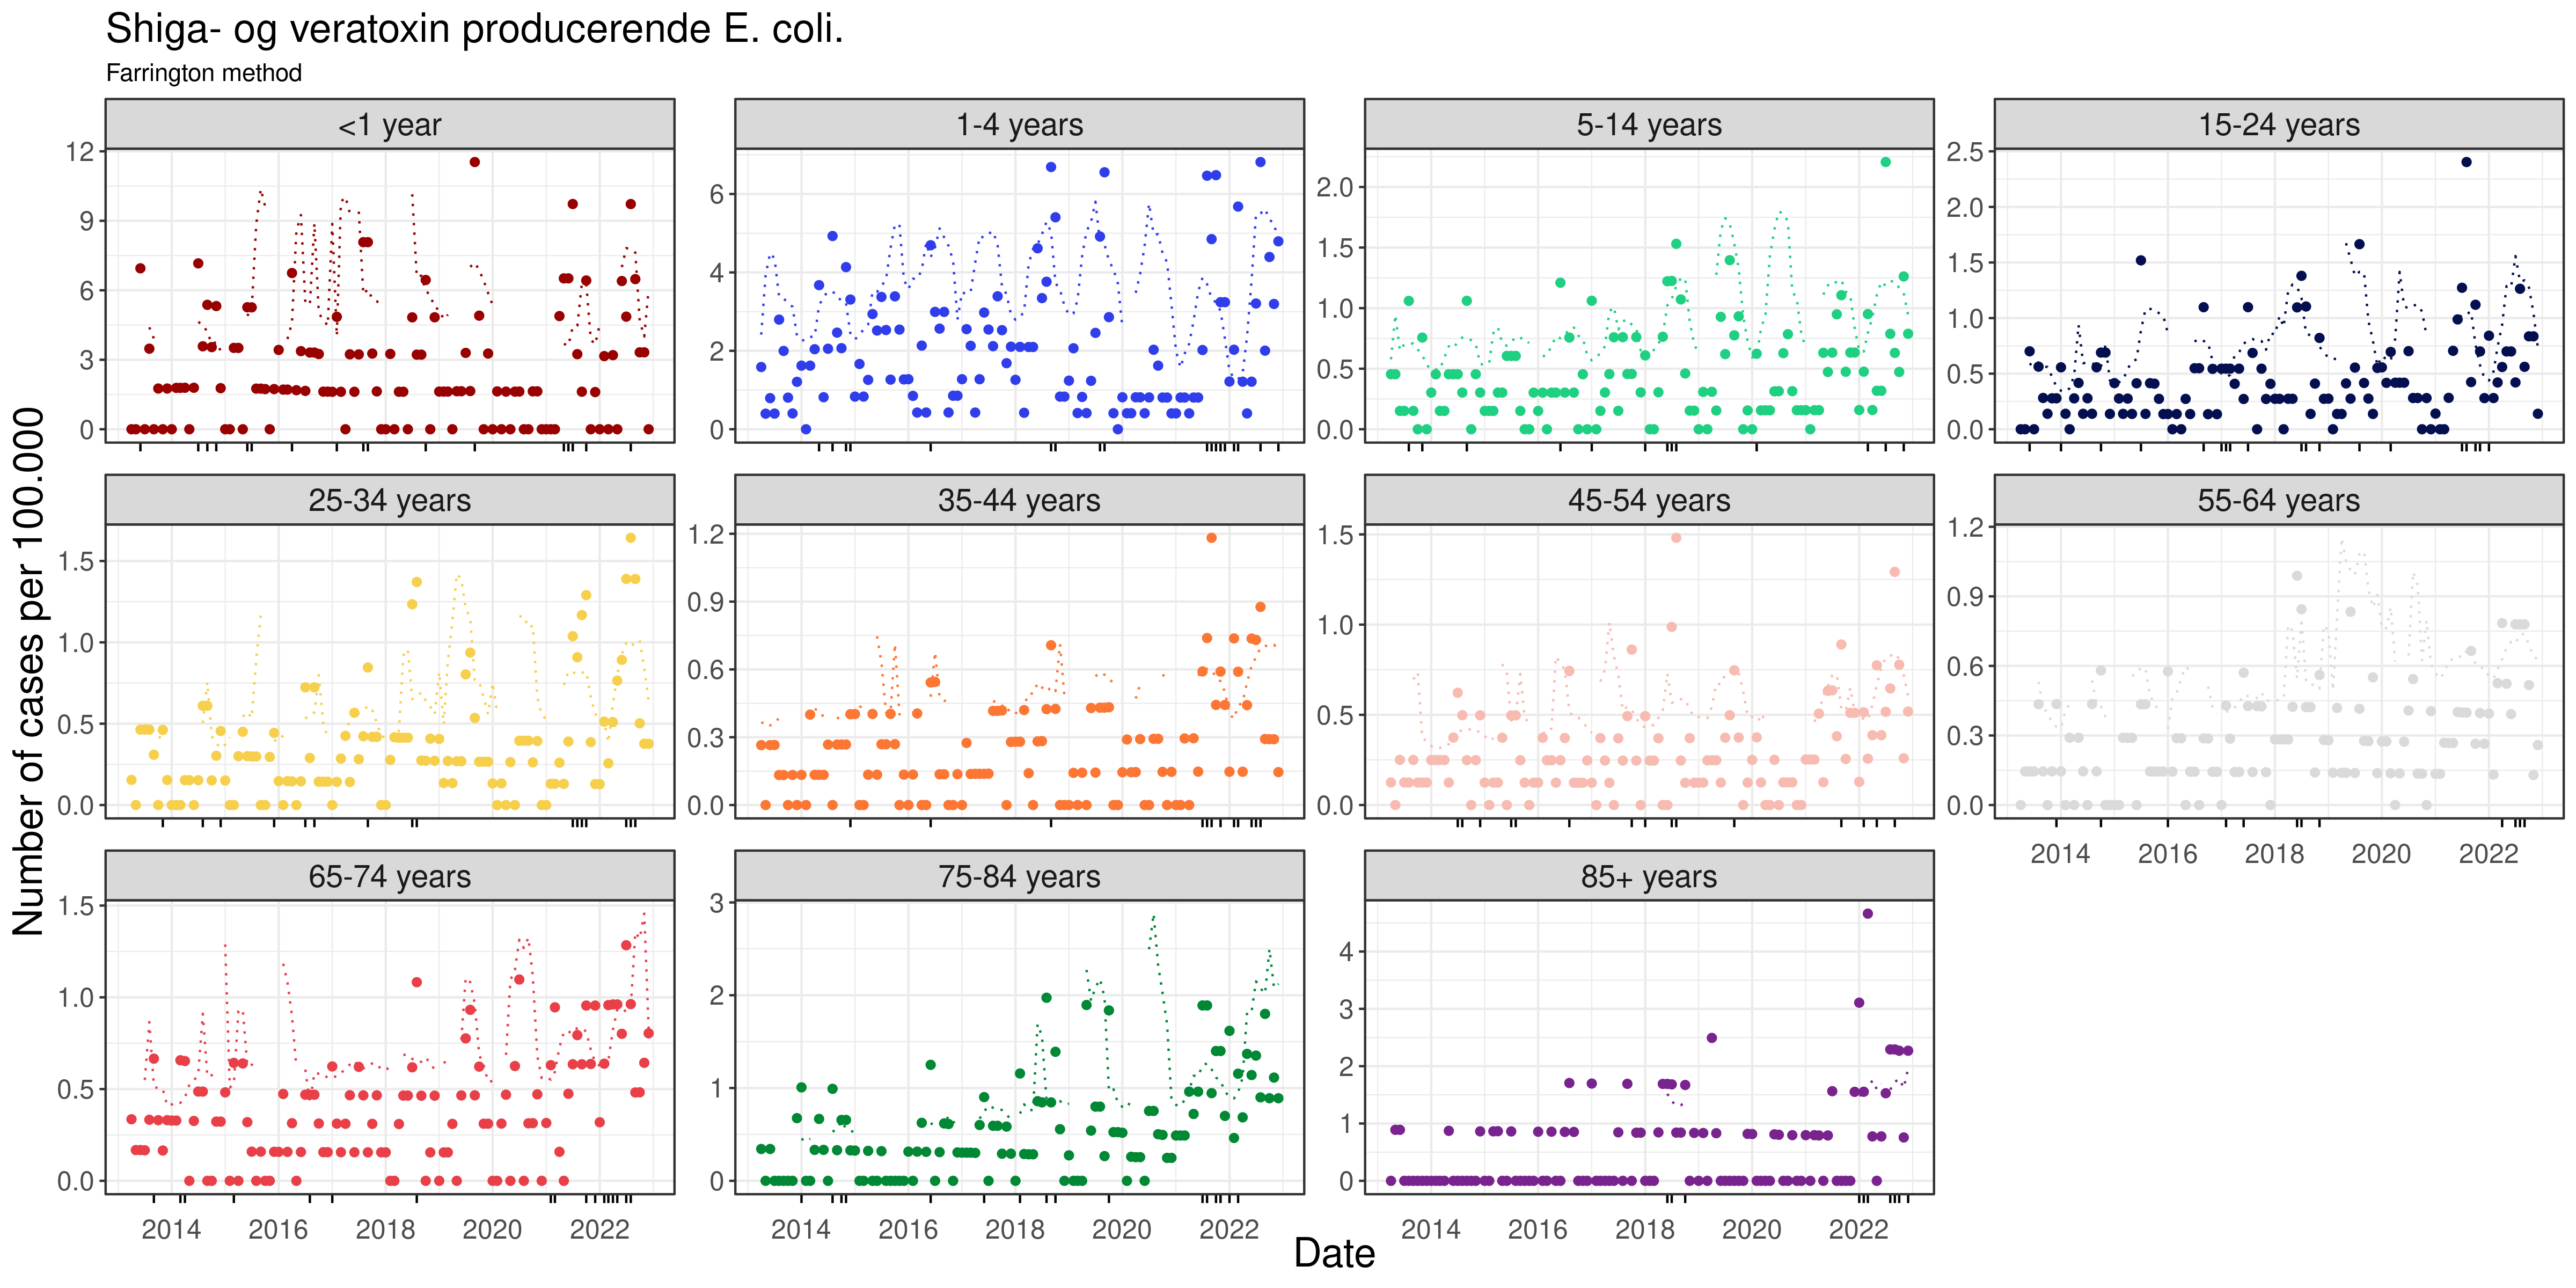 Shiga- og veratoxin producerende E. coli.
Farrington method
<1 year
1-4 years
5-14 years
15-24 years
12
9
6
3
0
6
4
2
0
2.0
1.5
1.0
0.5
0.0
2.5
2.0
1.5
1.0
0.5
0.0
25-34 years
35-44 years
45-54 years
55-64 years
1.5
1.0
0.5
0.0
1.2
0.9
0.6
0.3
0.0
1.5
1.0
0.5
0.0
1.2
0.9
0.6
0.3
0.0
2014 2016 2018 2020 2022
65-74 years
75-84 years
85+ years
1.5
1.0
0.5
0.0
3
2
1
0
4
3
2
1
0
2014 2016 2018 2020 2022
2014 2016 2018 2020 2022
2014 2016 2018 2020 2022
Number of cases per 100.000
Date